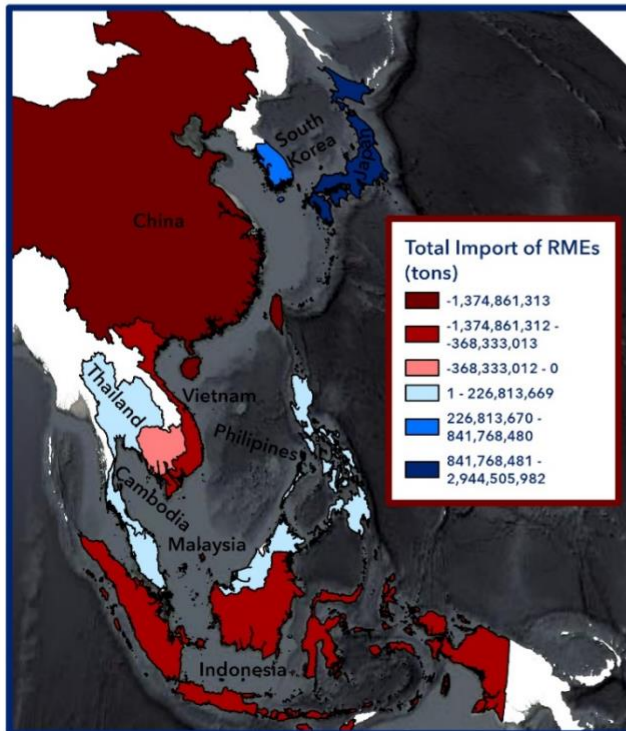 South
Korea
Japan
China
Total Import of RMEs
(tons)
-1,374,861,313
-1,374,861,312 -
-368,333,013
-368,333,012 - 0
1 - 226,813,669
226,813,670 -
841,768,480
841,768,481 -
2,944,505,982
Thailand
Vietnam
Philipines
Cambodia
Malaysia
Indonesia